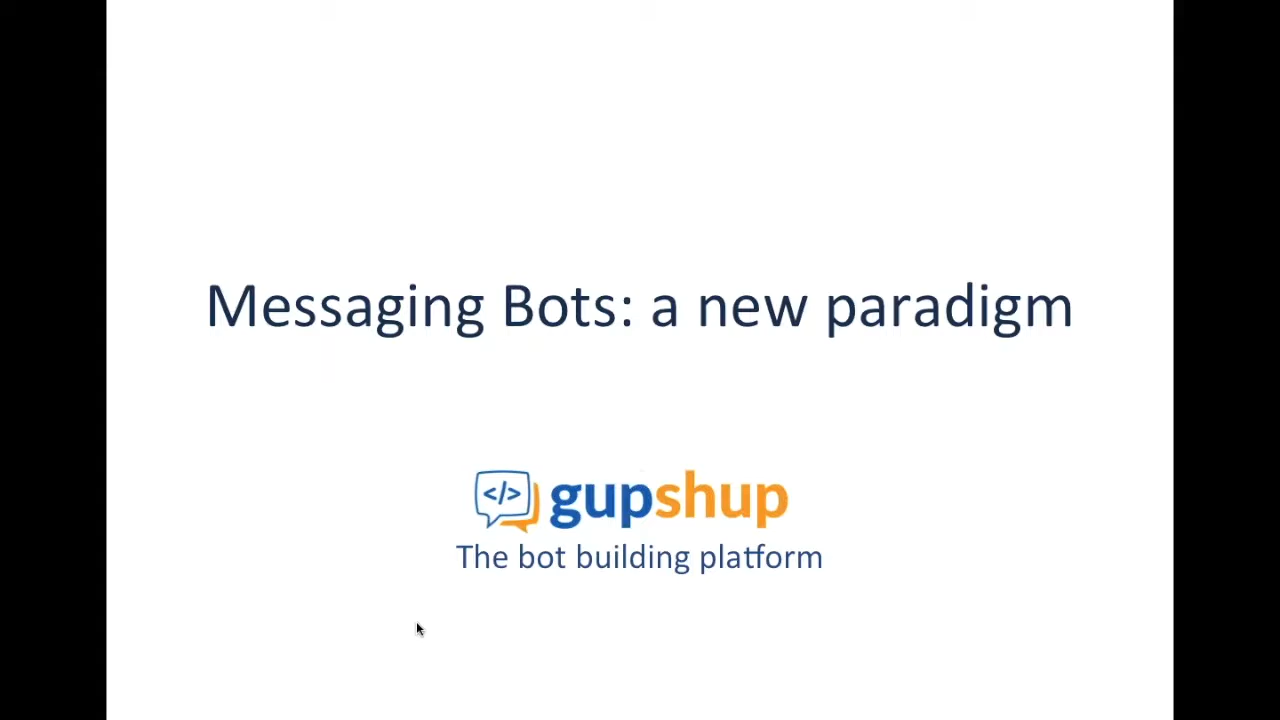 Messaging Bots: a new paradigm
</> gupshup
The bot building platform